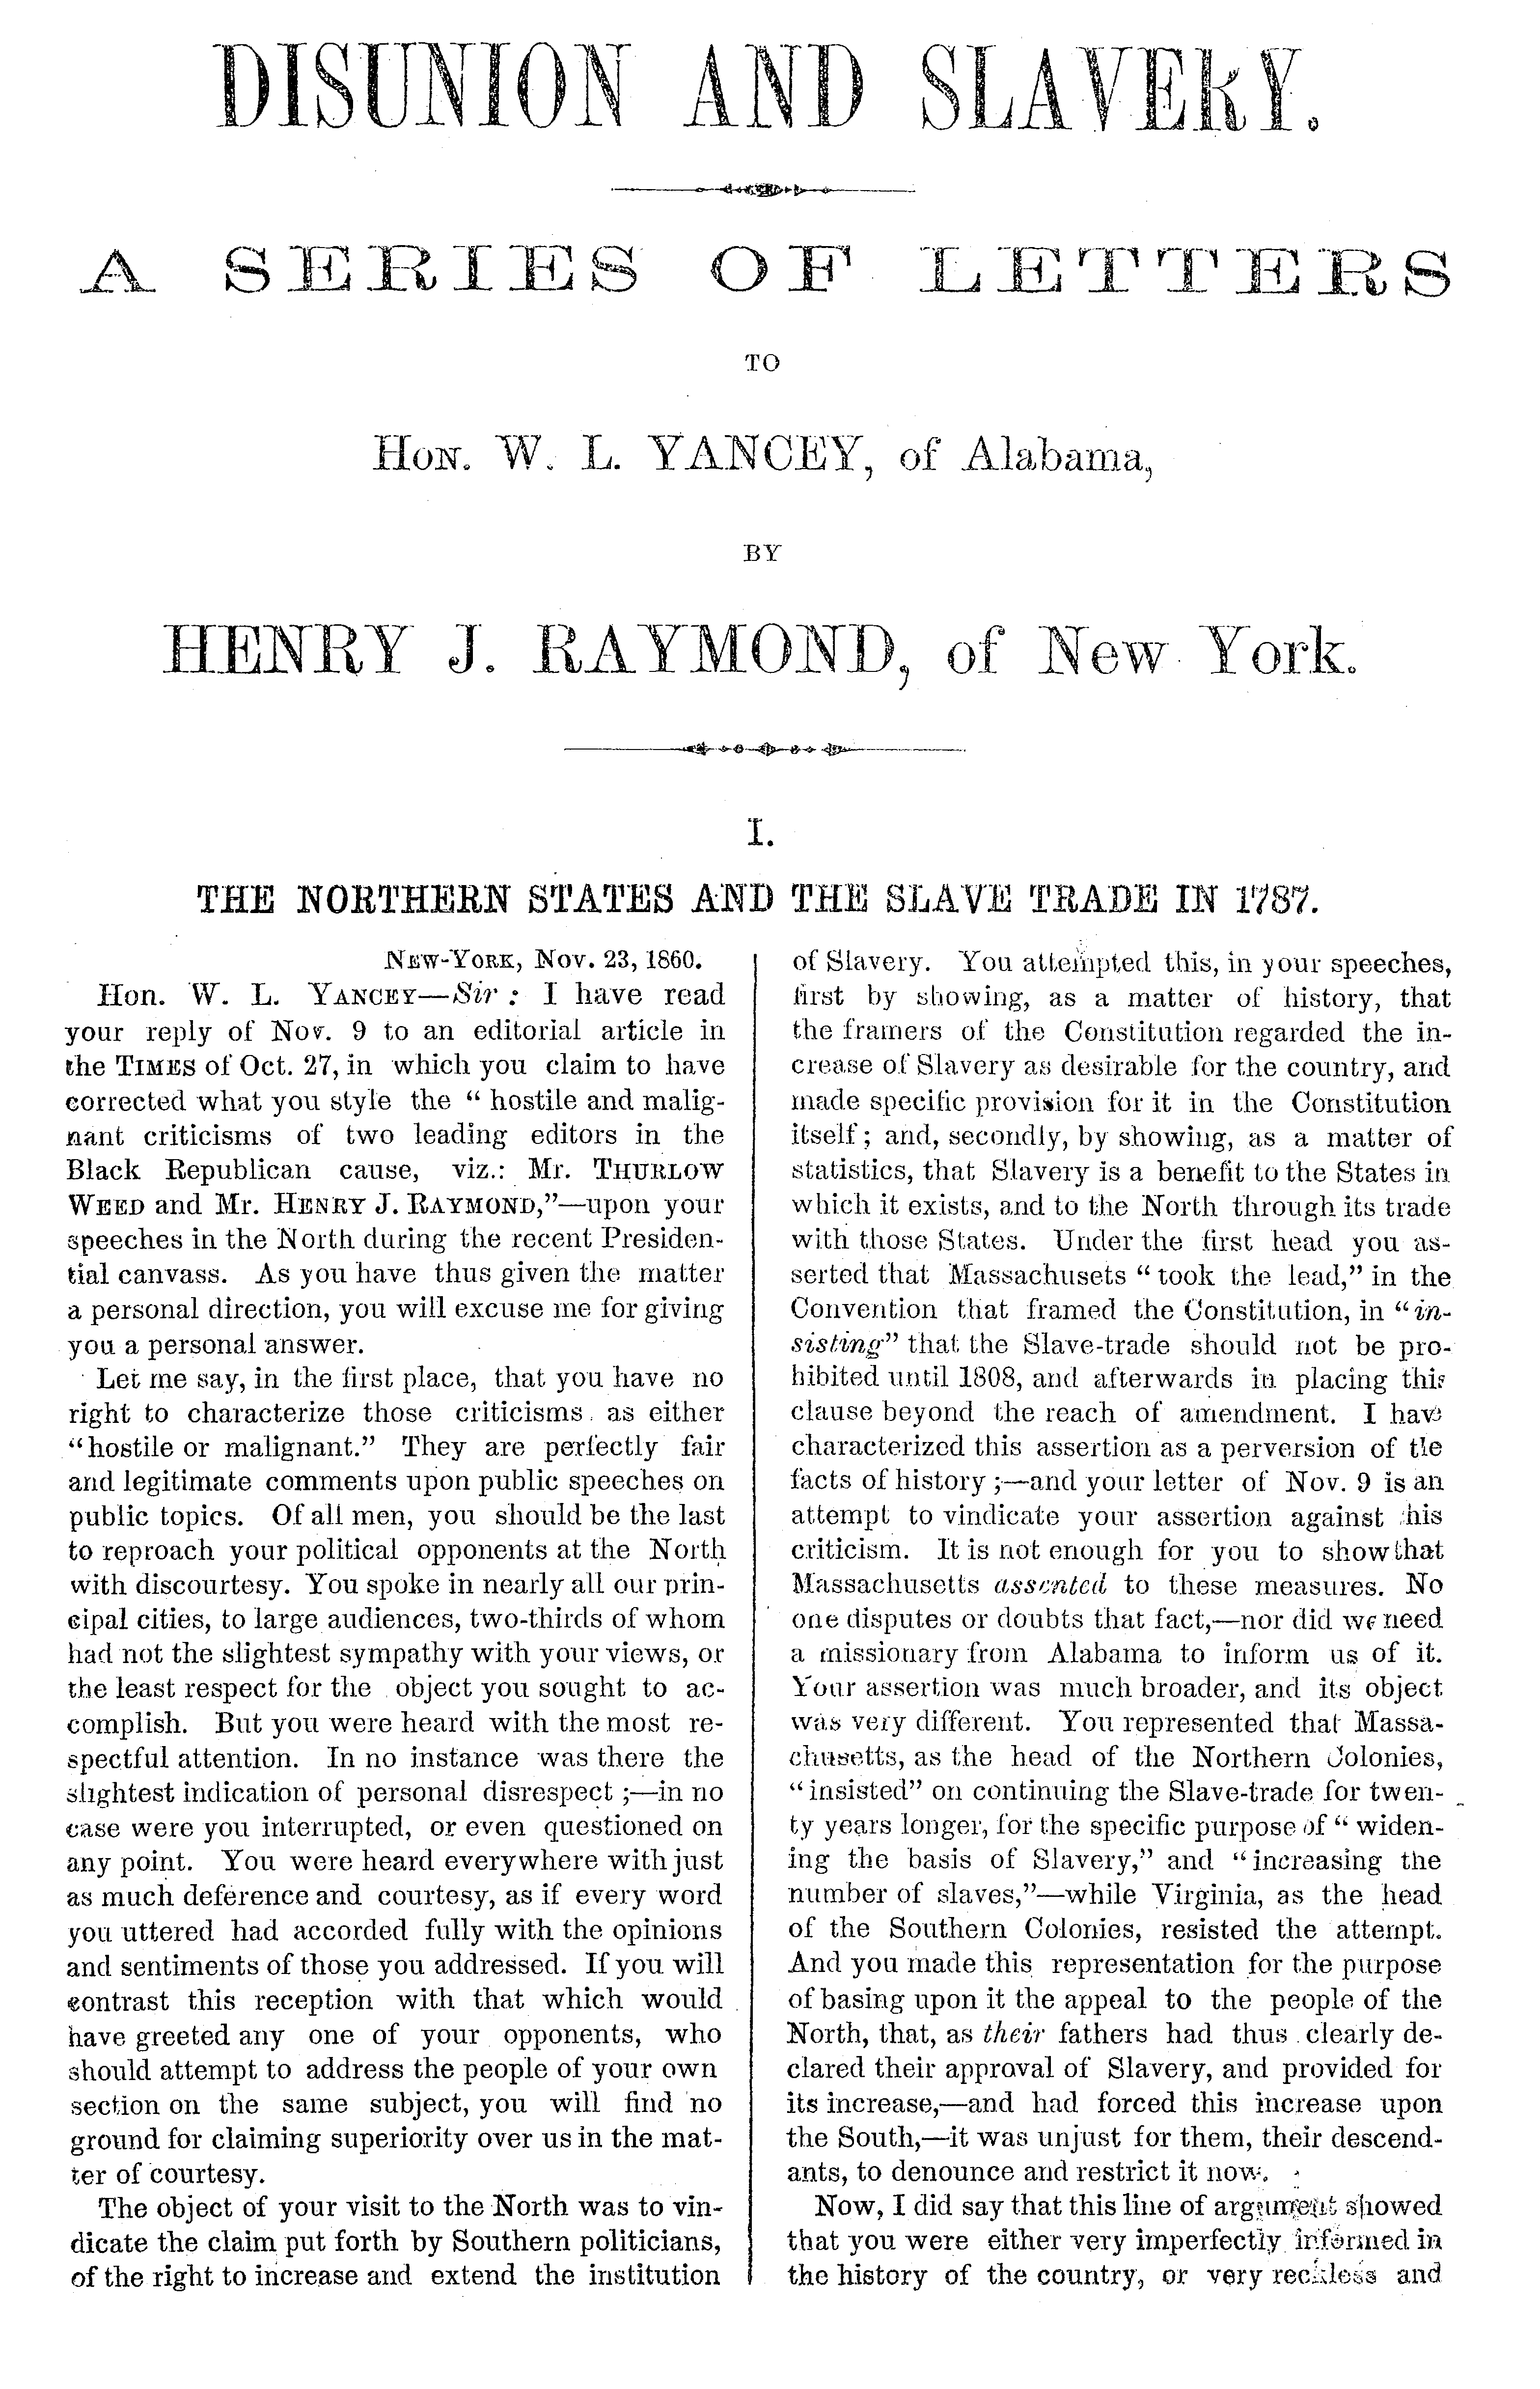 DISUNION AND SLAVERY.
A SERIES OF LETTERS
TO
HON. W. L. YANCEY, of Alabama,
BY
HENRY J. RAYMOND, of New York.
I.
THE NORTHERN STATES AND THE SLAVE TRADE IN 1787.
NEW-YORK, NOV. 23, 1860.
Hon. W. L. YANCEY—Sir: I have read
your reply of Nov. 9 to an editorial article in
the TIMES of Oct. 27, in which you claim to have
corrected what you style the “ hostile and malig-
nant criticisms of two leading editors in the
Black Republican cause, viz.: Mr. THURLOW
WEED and Mr. HENRY J. RAYMOND,”—upon your
speeches in the North during the recent Presiden-
tial canvass. As you have thus given the matter
a personal direction, you will excuse me for giving
you a personal answer.
Let me say, in the first place, that you have no
right to characterize those criticisms as either
“hostile or malignant.” They are perfectly fair
and legitimate comments upon public speeches on
public topics. Of all men, you should be the last
to reproach your political opponents at the North
with discourtesy. You spoke in nearly all our prin-
cipal cities, to large audiences, two-thirds of whom
had not the slightest sympathy with your views, or
the least respect for the object you sought to ac-
complish. But you were heard with the most re-
spectful attention. In no instance was there the
slightest indication of personal disrespect ;—in no
case were you interrupted, or even questioned on
any point. You were heard everywhere with just
as much deference and courtesy, as if every word
you uttered had accorded fully with the opinions
and sentiments of those you addressed. If you will
contrast this reception with that which would
have greeted any one of your opponents, who
should attempt to address the people of your own
section on the same subject, you will find no
ground for claiming superiority over us in the mat-
ter of courtesy.
The object of your visit to the North was to vin-
dicate the claim put forth by Southern politicians,
of the right to increase and extend the institution
of Slavery. You attempted this, in your speeches,
first by showing, as a matter of history, that
the framers of the Constitution regarded the in-
crease of Slavery as desirable for the country, and
made specific provision for it in the Constitution
itself; and, secondly, by showing, as a matter of
statistics, that Slavery is a benefit to the States in
which it exists, and to the North through its trade
with those States. Under the first head you as-
serted that Massachusets “took the lead,” in the
Convention that framed the Constitution, in “in-
sisting” that the Slave-trade should not be pro-
hibited until 1808, and afterwards in placing this
clause beyond the reach of amendment. I have
characterized this assertion as a perversion of the
facts of history ;—and your letter of Nov. 9 is an
attempt to vindicate your assertion against this
criticism. It is not enough for you to show that
Massachusetts assented to these measures. No
one disputes or doubts that fact,—nor did we need
a missionary from Alabama to inform us of it.
Your assertion was much broader, and its object
was very different. You represented that Massa-
chusetts, as the head of the Northern Colonies,
“insisted” on continuing the Slave-trade for twen-
ty years longer, for the specific purpose of “ widen-
ing the basis of Slavery,” and “increasing the
number of slaves,”—while Virginia, as the head
of the Southern Colonies, resisted the attempt.
And you made this representation for the purpose
of basing upon it the appeal to the people of the
North, that, as their fathers had thus clearly de-
clared their approval of Slavery, and provided for
its increase,—and had forced this increase upon
the South,—it was unjust for them, their descend-
ants, to denounce and restrict it now.
Now, I did say that this line of argument showed
that you were either very imperfectly informed in
the history of the country, or very reckless and